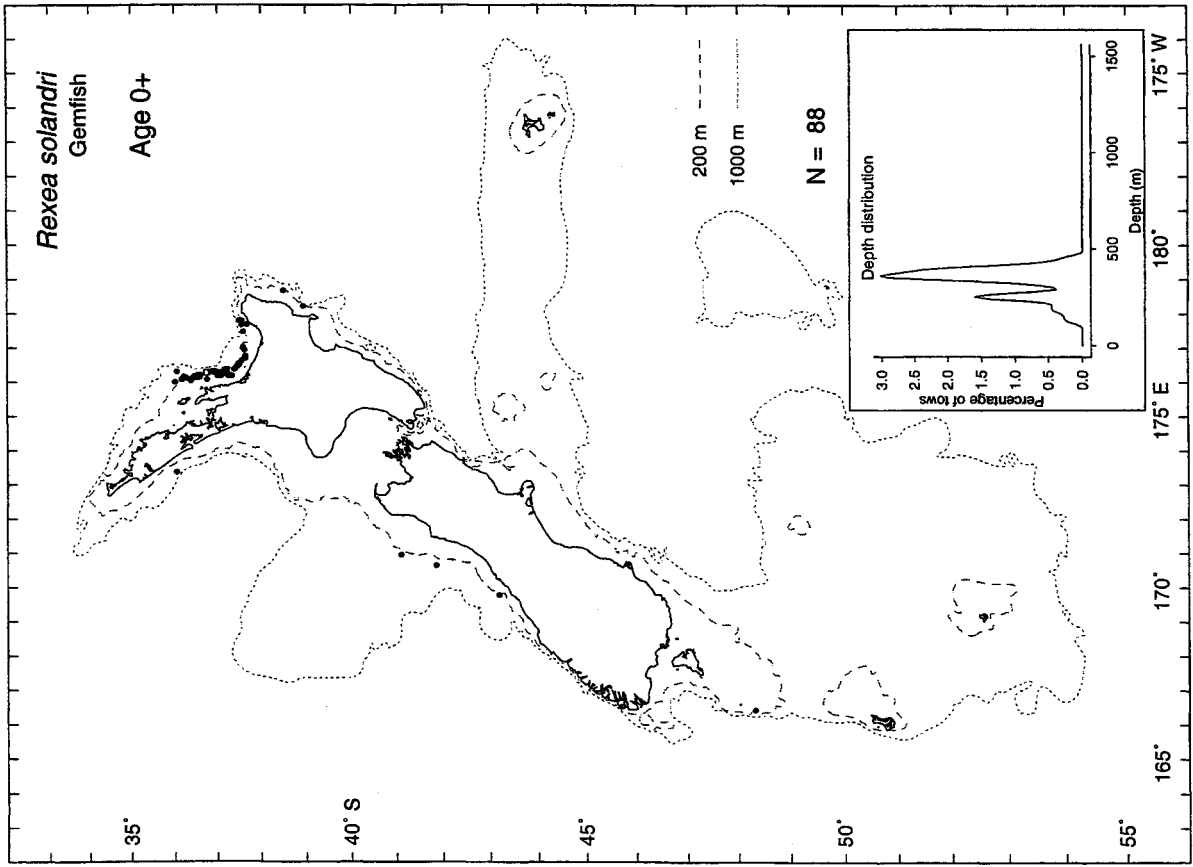 Rexea solandri
Gemfish
Age 0+
200 m
1000 m
N = 88
Depth distribution
Percentage of tows
3.0
2.5
2.0
1.5
1.0
0.5
0.0
0
500
1000
1500
Depth (m)
35°
40° S
45°
50°
55°
165°
170°
175° E
180°
175° W